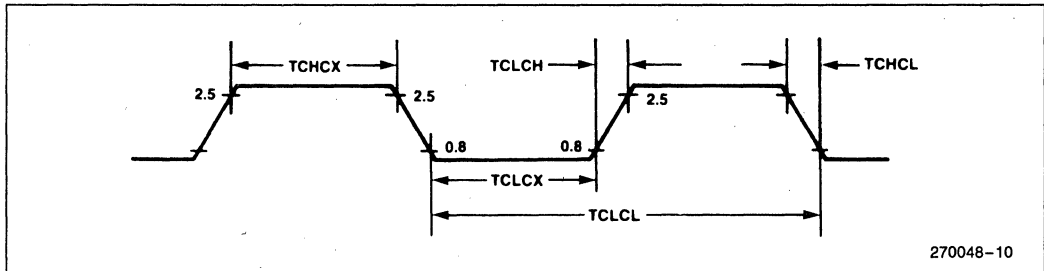 TCHCX
TCLCH
TCHCL
2.5
2.5
2.5
0.8
0.8
TCLCX
TCLCL
270048-10